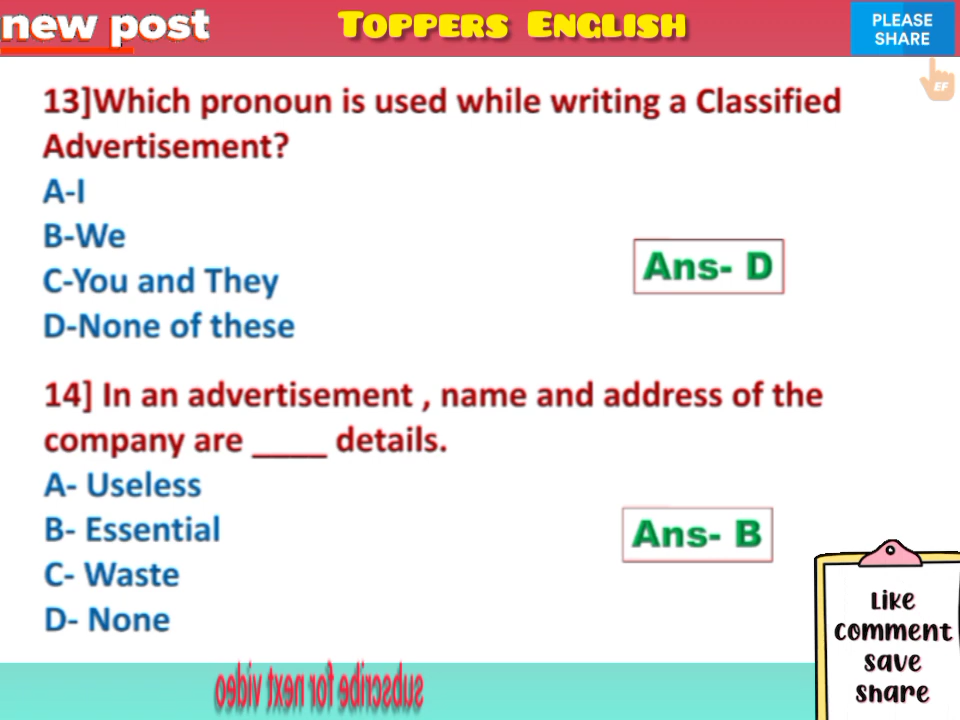 new post
TOPPERS ENGLISH
PLEASE
SHARE
EF
13]Which pronoun is used while writing a Classified
Advertisement?
A-I
B-We
C-You and They
D-None of these
Ans- D
14] In an advertisement , name and address of the
company are ____ details.
A- Useless
B- Essential
C- Waste
D- None
Ans- B
Like
comment
save
share
subscribe for next video